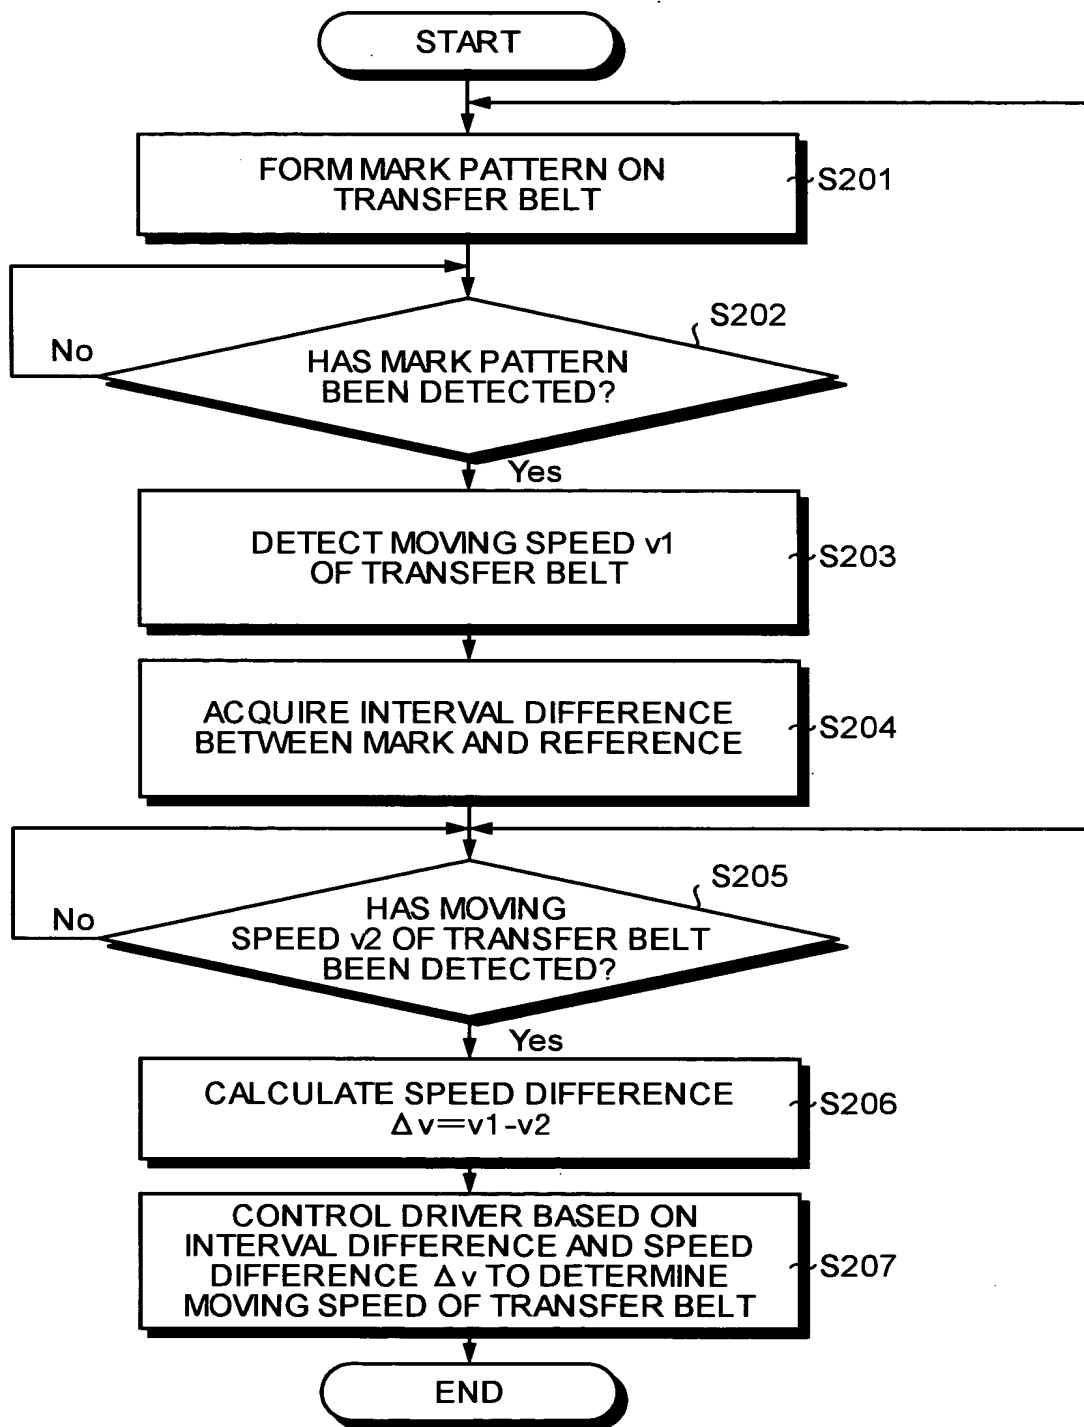 START
FORM MARK PATTERN ON
TRANSFER BELT
S201
S202
No
HAS MARK PATTERN
BEEN DETECTED?
Yes
DETECT MOVING SPEED v1
OF TRANSFER BELT
S203
ACQUIRE INTERVAL DIFFERENCE
BETWEEN MARK AND REFERENCE
S204
S205
No
HAS MOVING
SPEED v2 OF TRANSFER BELT
BEEN DETECTED?
Yes
CALCULATE SPEED DIFFERENCE
Δv=v1-v2
S206
CONTROL DRIVER BASED ON
INTERVAL DIFFERENCE AND SPEED
DIFFERENCE Δv TO DETERMINE
MOVING SPEED OF TRANSFER BELT
S207
END